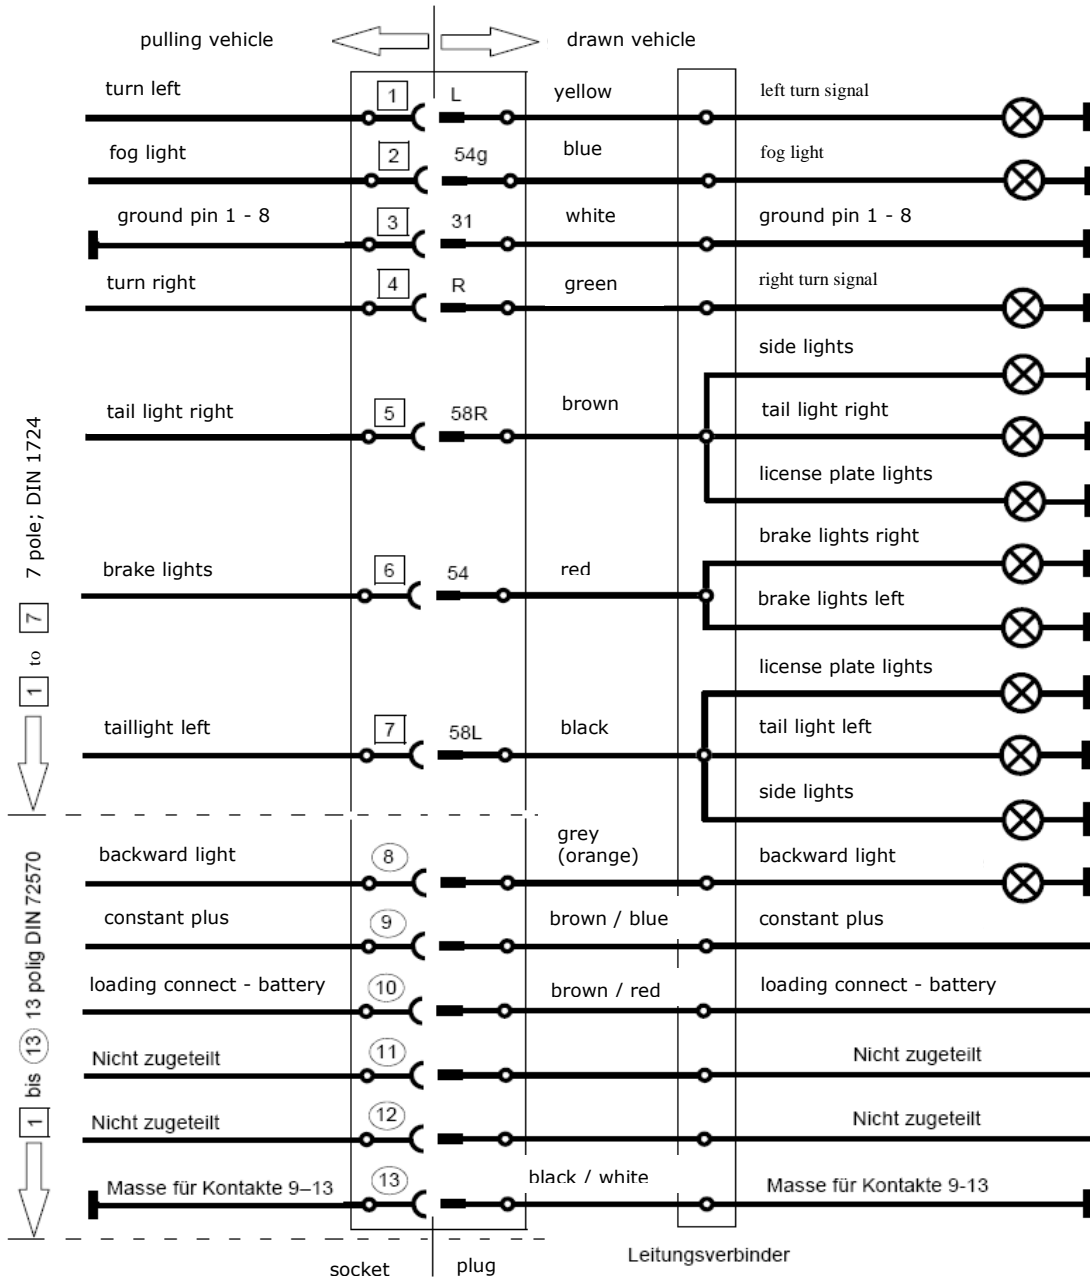 pulling vehicle drawn vehicle
turn left 1 L yellow left turn signal
fog light 2 54g blue fog light
ground pin 1 - 8 3 31 white ground pin 1 - 8
turn right 4 R green right turn signal
side lights
tail light right 5 58R brown tail light right
license plate lights
brake lights right
brake lights 6 54 red
brake lights left
license plate lights
taillight left 7 58L black tail light left
side lights
1 to 7 7 pole; DIN 1724
grey
backward light 8 (orange) backward light
constant plus 9 brown / blue constant plus
loading connect - battery 10 brown / red loading connect - battery
Nicht zugeteilt 11 Nicht zugeteilt
Nicht zugeteilt 12 Nicht zugeteilt
Masse für Kontakte 9–13 13 black / white Masse für Kontakte 9-13
1 bis 13 13 polig DIN 72570
Leitungsverbinder
socket plug